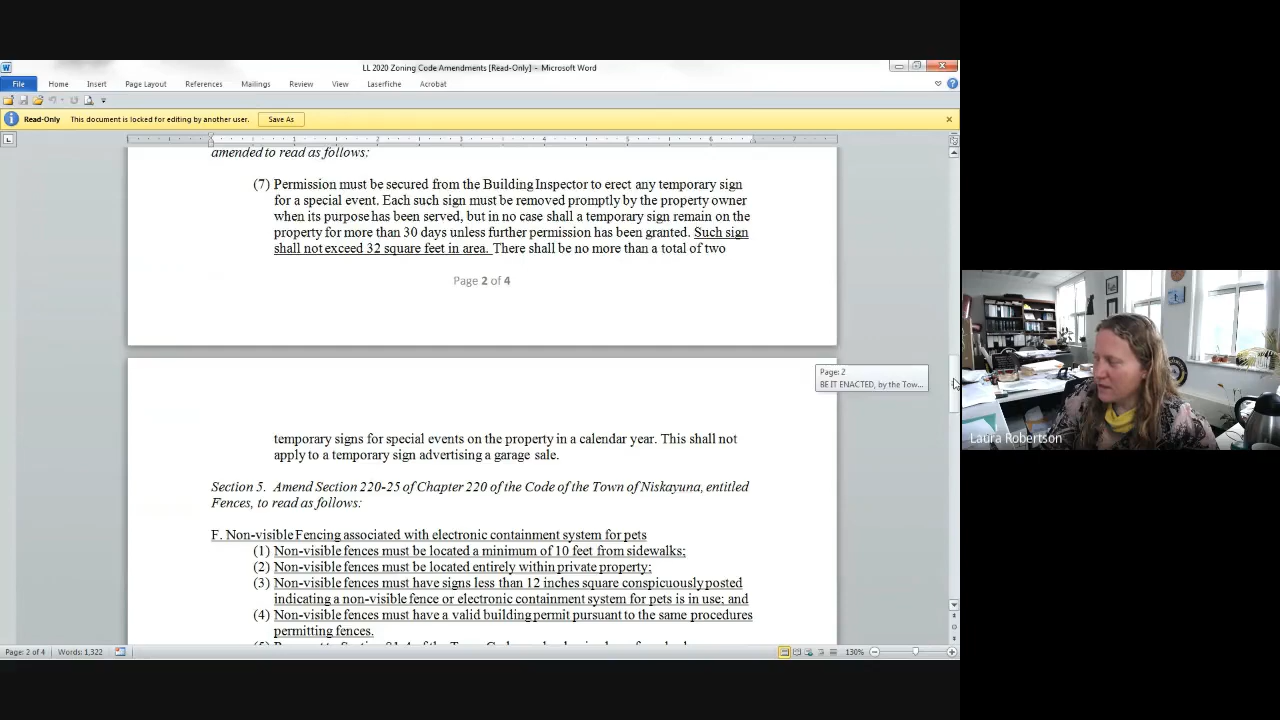 LL 2020 Zoning Code Amendments [Read-Only] - Microsoft Word
File Home Insert Page Layout References Mailings Review View Laserfiche Acrobat
Read-Only This document is locked for editing by another user. Save As
amended to read as follows:
(7) Permission must be secured from the Building Inspector to erect any temporary sign
for a special event. Each such sign must be removed promptly by the property owner
when its purpose has been served, but in no case shall a temporary sign remain on the
property for more than 30 days unless further permission has been granted. Such sign
shall not exceed 32 square feet in area. There shall be no more than a total of two
Page 2 of 4
Page: 2
BE IT ENACTED, by the Tow...
temporary signs for special events on the property in a calendar year. This shall not
apply to a temporary sign advertising a garage sale.
Section 5. Amend Section 220-25 of Chapter 220 of the Code of the Town of Niskayuna, entitled
Fences, to read as follows:
F. Non-visible Fencing associated with electronic containment system for pets
(1) Non-visible fences must be located a minimum of 10 feet from sidewalks;
(2) Non-visible fences must be located entirely within private property;
(3) Non-visible fences must have signs less than 12 inches square conspicuously posted
indicating a non-visible fence or electronic containment system for pets is in use; and
(4) Non-visible fences must have a valid building permit pursuant to the same procedures
permitting fences.
Page: 2 of 4 Words: 1,322 130%
Laura Robertson